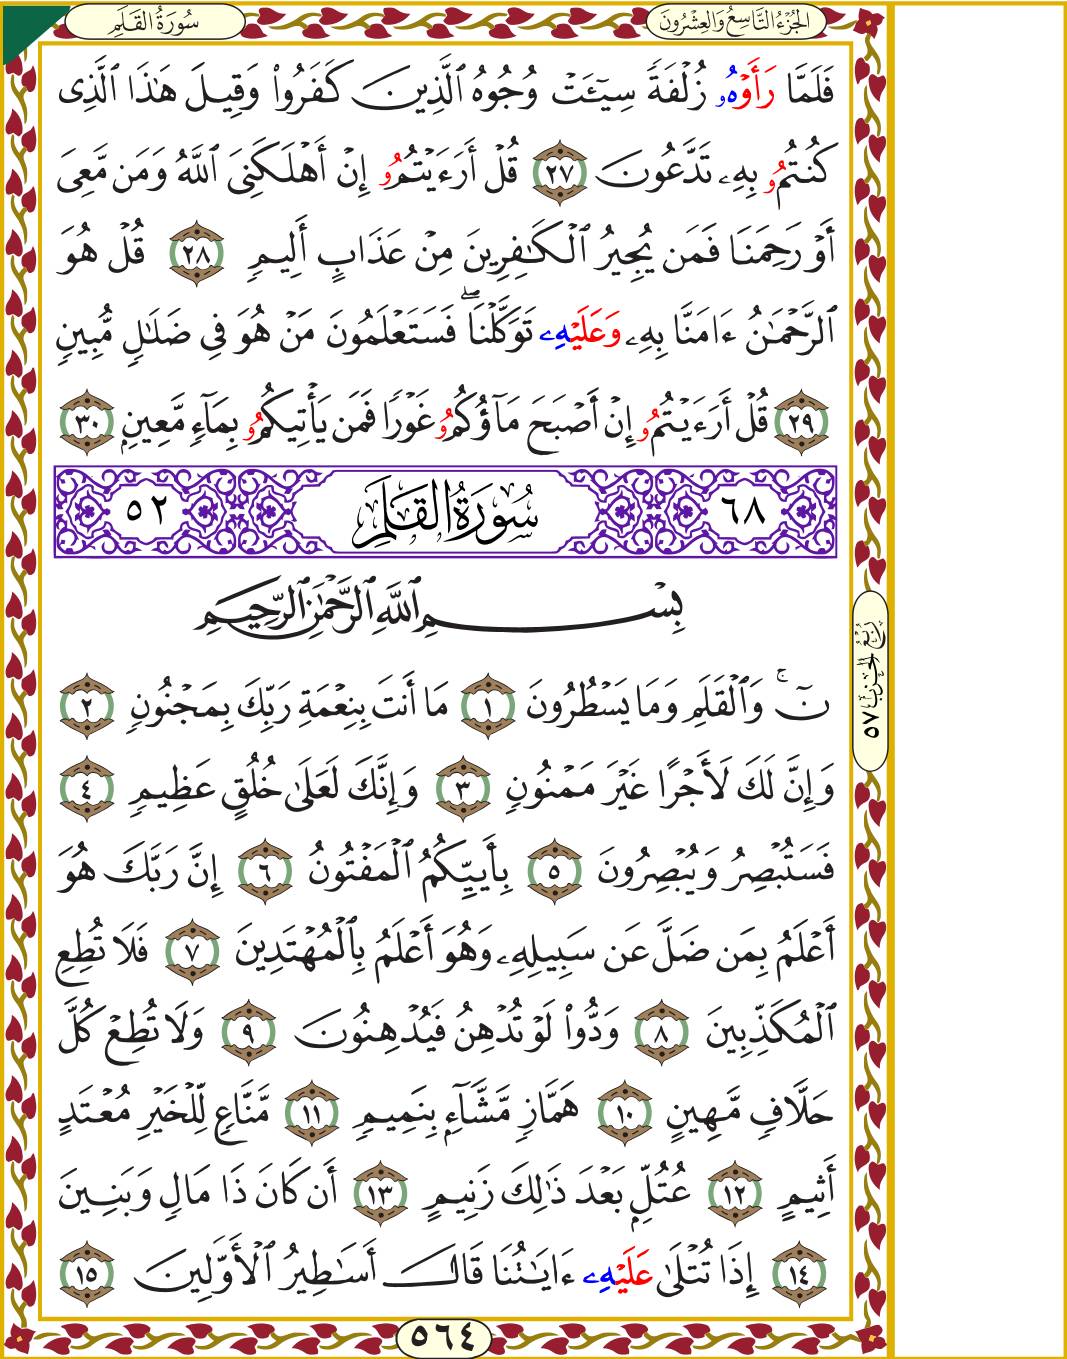 سُورَةُ القَلَمِ
الجُزْءُ التَّاسِعُ وَالعِشْرُونَ
فَلَمَّا رَأَوْهُۥ زُلْفَةً سِيٓـَٔتْ وُجُوهُ ٱلَّذِينَ كَفَرُوا۟ وَقِيلَ هَٰذَا ٱلَّذِى
كُنتُمُۥ بِهِۦ تَدَّعُونَ ٢٧ قُلْ أَرَءَيْتُمُۥ إِنْ أَهْلَكَنِىَ ٱللَّهُ وَمَن مَّعِىَ
أَوْ رَحِمَنَا فَمَن يُجِيرُ ٱلْكَٰفِرِينَ مِنْ عَذَابٍ أَلِيمٍ ٢٨ قُلْ هُوَ
ٱلرَّحْمَٰنُ ءَامَنَّا بِهِۦ وَعَلَيْهِۦ تَوَكَّلْنَاۖ فَسَتَعْلَمُونَ مَنْ هُوَ فِى ضَلَٰلٍ مُّبِينٍ
٢٩ قُلْ أَرَءَيْتُمُۥ إِنْ أَصْبَحَ مَآؤُكُمُۥ غَوْرًا فَمَن يَأْتِيكُمُۥ بِمَآءٍ مَّعِينٍ ٣٠
٦٨ سُورَةُ القَلَمِ ٥٢
بِسْمِ ٱللَّهِ ٱلرَّحْمَٰنِ ٱلرَّحِيمِ
نٓ ۚ وَٱلْقَلَمِ وَمَا يَسْطُرُونَ ١ مَا أَنتَ بِنِعْمَةِ رَبِّكَ بِمَجْنُونٍ ٢
وَإِنَّ لَكَ لَأَجْرًا غَيْرَ مَمْنُونٍ ٣ وَإِنَّكَ لَعَلَىٰ خُلُقٍ عَظِيمٍ ٤
فَسَتُبْصِرُ وَيُبْصِرُونَ ٥ بِأَييِّكُمُ ٱلْمَفْتُونُ ٦ إِنَّ رَبَّكَ هُوَ
أَعْلَمُ بِمَن ضَلَّ عَن سَبِيلِهِۦ وَهُوَ أَعْلَمُ بِٱلْمُهْتَدِينَ ٧ فَلَا تُطِعِ
ٱلْمُكَذِّبِينَ ٨ وَدُّوا۟ لَوْ تُدْهِنُ فَيُدْهِنُونَ ٩ وَلَا تُطِعْ كُلَّ
حَلَّافٍ مَّهِينٍ ١٠ هَمَّازٍ مَّشَّآءٍ بِنَمِيمٍ ١١ مَّنَّاعٍ لِّلْخَيْرِ مُعْتَدٍ
أَثِيمٍ ١٢ عُتُلٍّ بَعْدَ ذَٰلِكَ زَنِيمٍ ١٣ أَن كَانَ ذَا مَالٍ وَبَنِينَ
١٤ إِذَا تُتْلَىٰ عَلَيْهِۦ ءَايَٰتُنَا قَالَ أَسَٰطِيرُ ٱلْأَوَّلِينَ ١٥
رُبْعُ الحِزْبِ ٥٧
٥٦٤